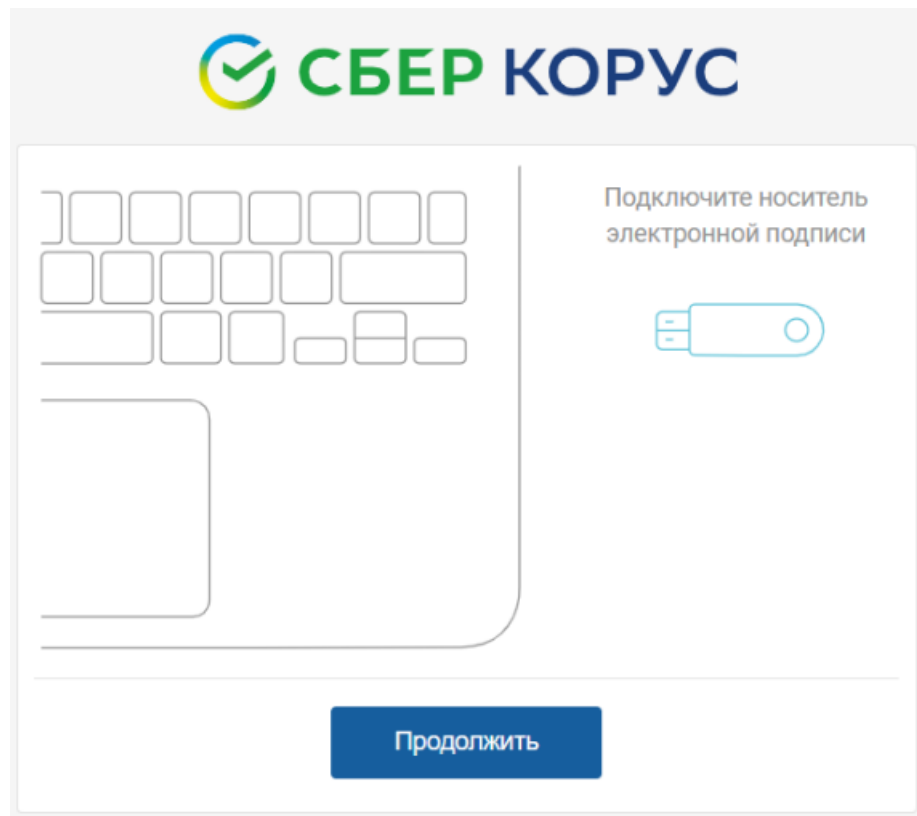 СБЕР КОРУС
Подключите носитель
электронной подписи
Продолжить